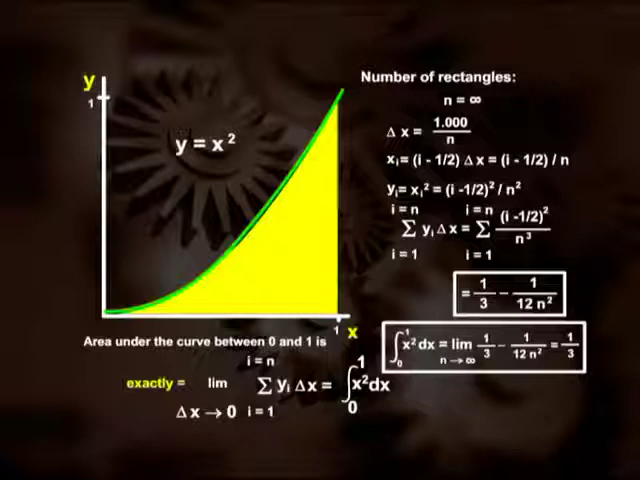 y
1
y = x²
1 x
Number of rectangles:
n = ∞
Δ x = 1.000 / n
xᵢ= (i - 1/2) Δ x = (i - 1/2) / n
yᵢ= xᵢ² = (i -1/2)² / n²
i = n i = n
Σ yᵢ Δ x = Σ (i -1/2)² / n³
i = 1 i = 1
= 1/3 - 1/12 n²
∫₀¹ x² dx = lim n → ∞ 1/3 - 1/12 n² = 1/3
Area under the curve between 0 and 1 is
i = n
exactly = lim Σ yᵢ Δx = ∫₀¹ x²dx
Δ x → 0 i = 1